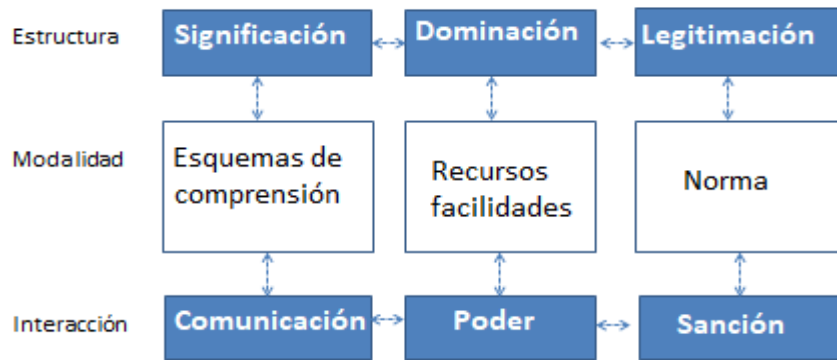 Estructura
Significación
Dominación
Legitimación
Modalidad
Esquemas de
comprensión
Recursos
facilidades
Norma
Interacción
Comunicación
Poder
Sanción